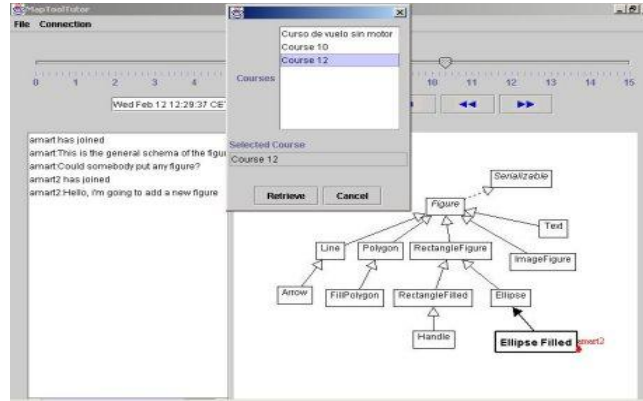 MapToolTutor
File Connection
0 1 2 3 4 10 11 12 13 14 15
Wed Feb 12 12:29:37 CE
Courses
Curso de vuelo sin motor
Course 10
Course 12
Selected Course
Course 12
Retrieve Cancel
amart has joined
amart:This is the general schema of the figu
amart:Could somebody put any figure?
amart2 has joined
amart2:Hello, i'm going to add a new figure
Serializable
Figure
Text
Line Polygon RectangleFigure
ImageFigure
Arrow FillPolygon RectangleFilled Ellipse
Handle
Ellipse Filled amart2